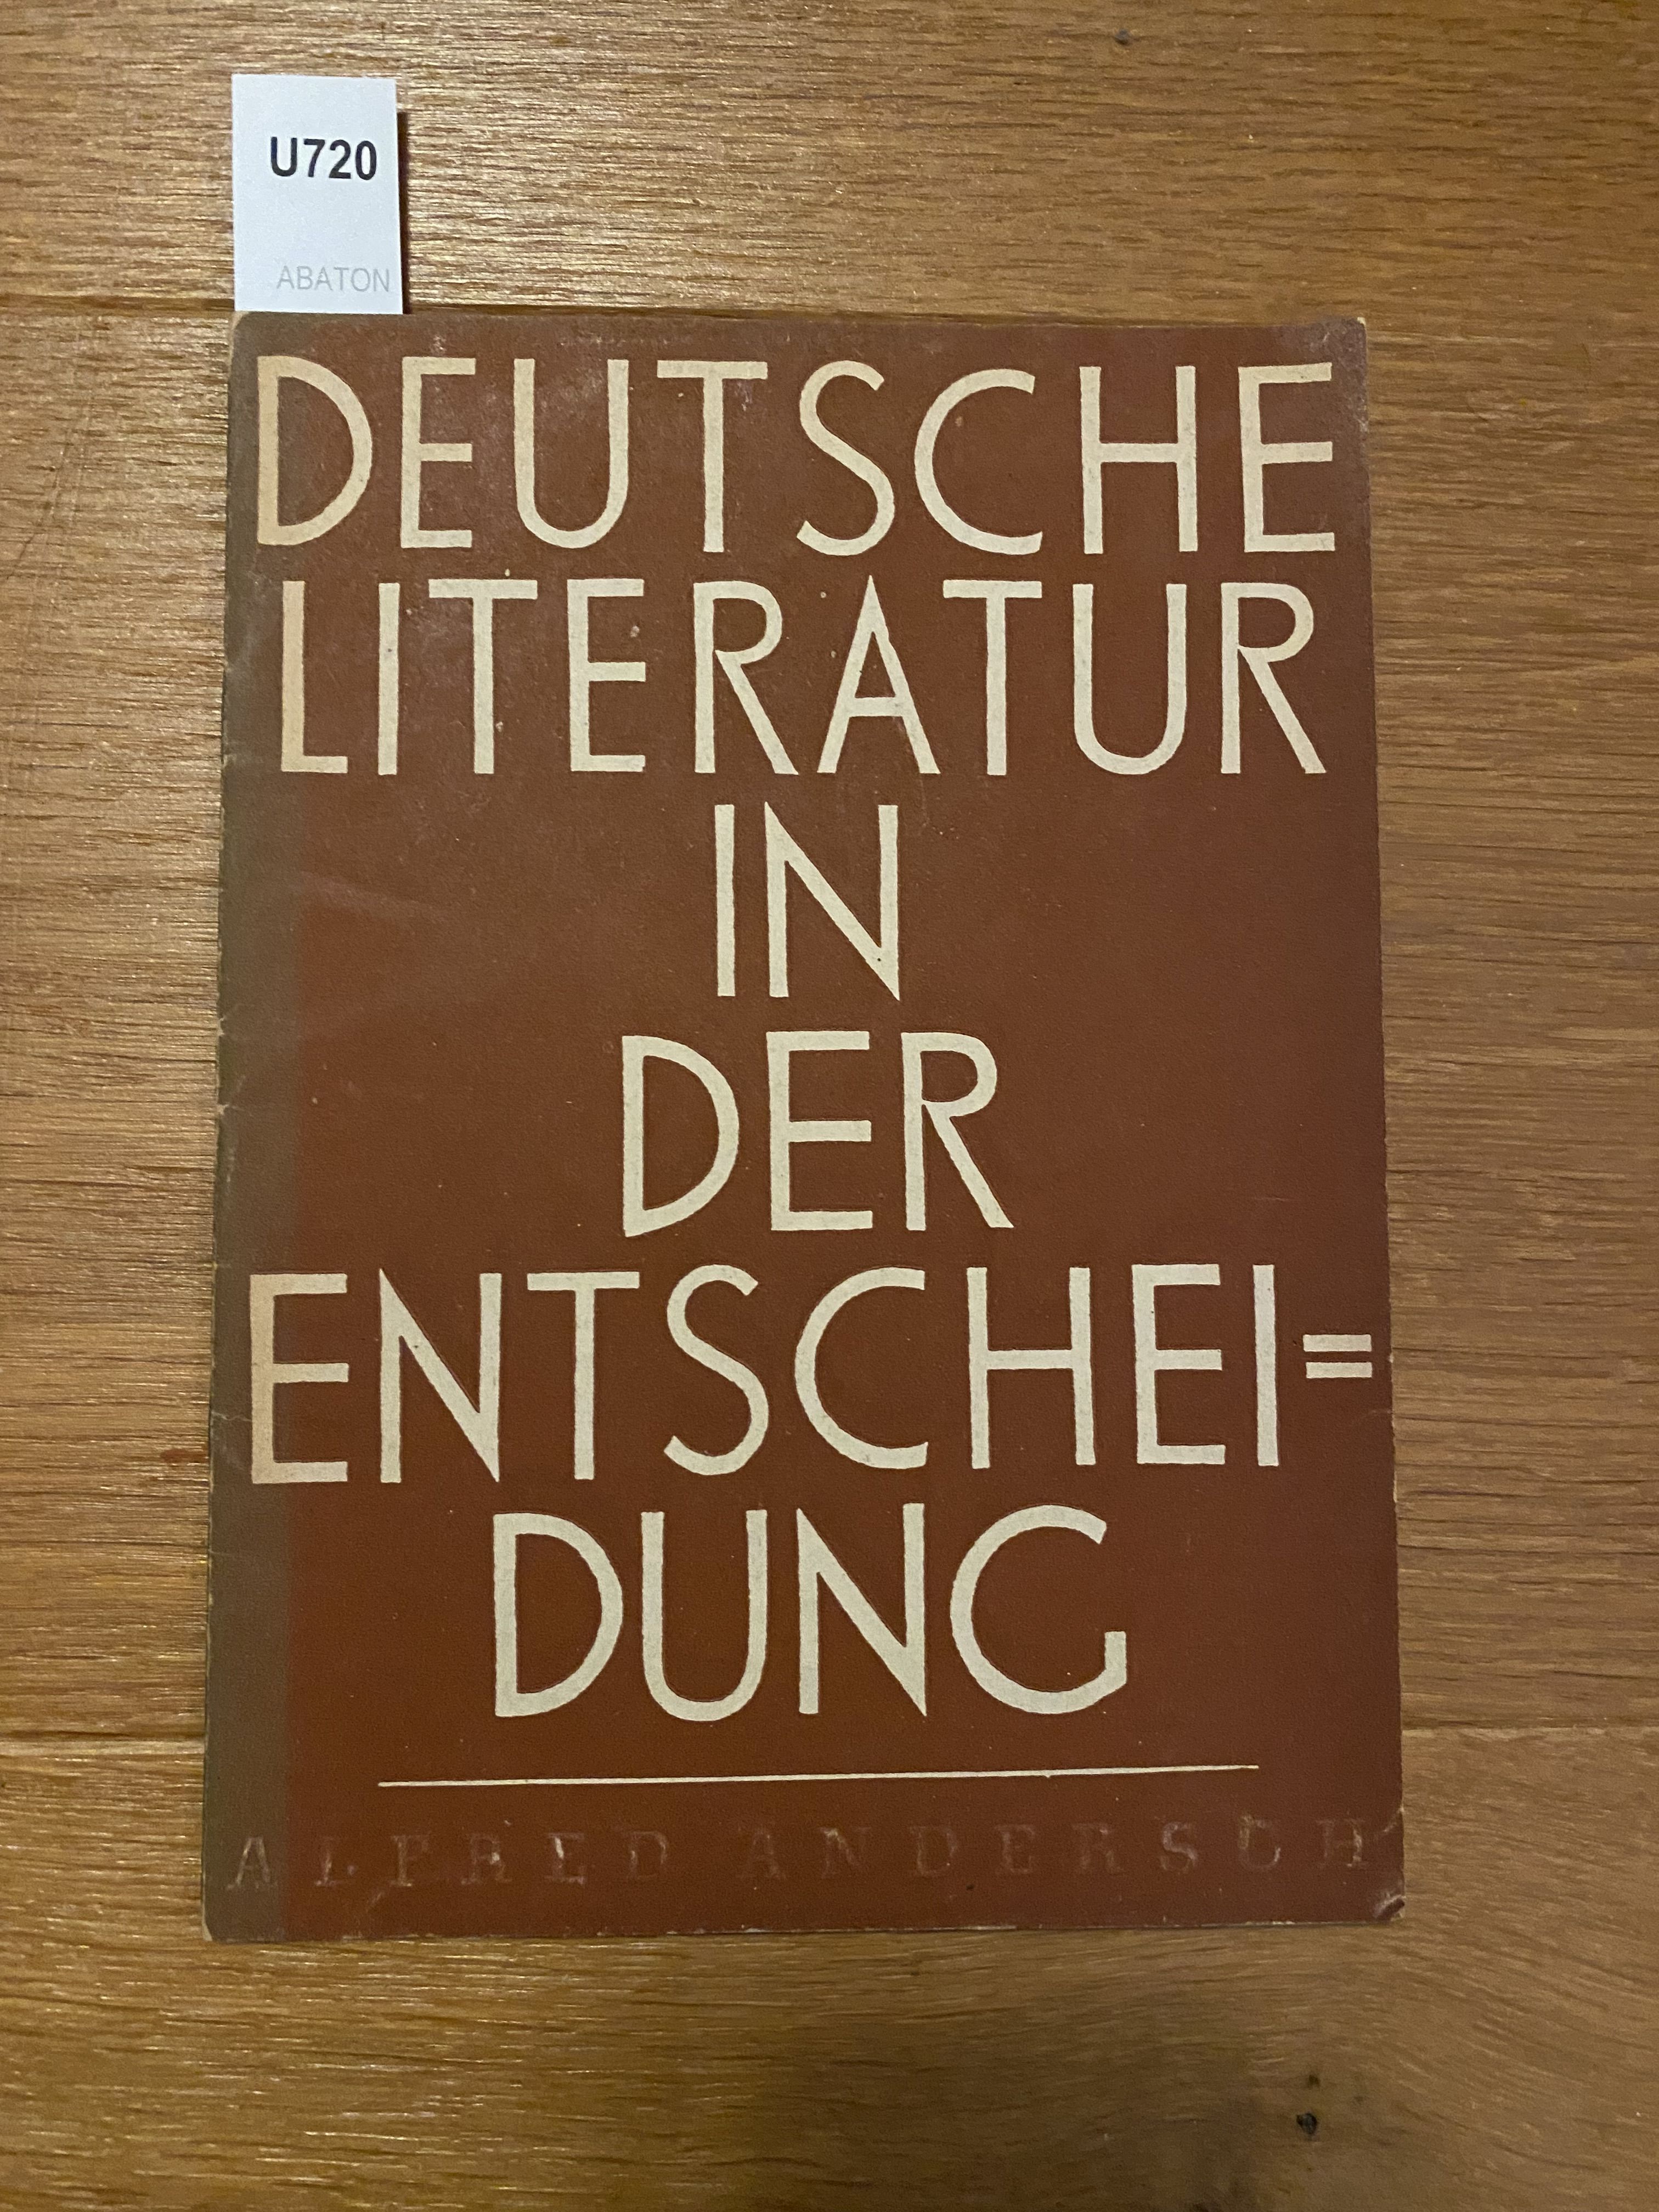 U720
ABATON
DEUTSCHE
LITERATUR
IN
DER
ENTSCHEI=
DUNG
ALFRED ANDERSCH